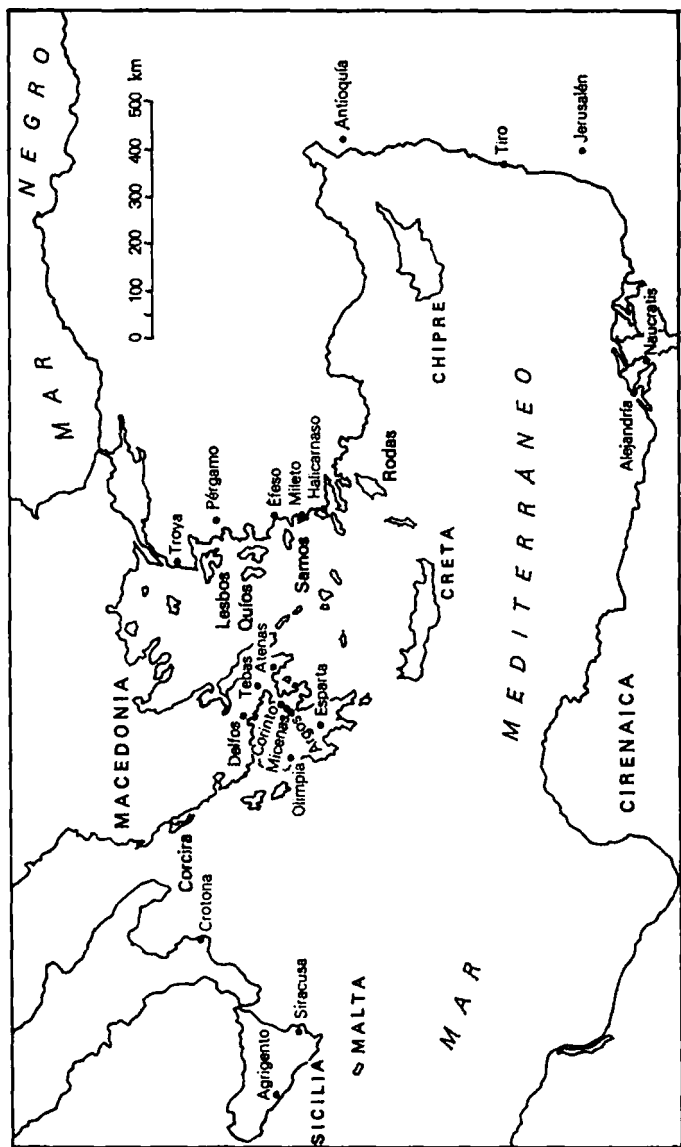 MAR NEGRO
0 100 200 300 400 500 km
MACEDONIA
Corcira
Crotona
Troya
Pérgamo
Lesbos
Quíos
Delfos
Tebas
Atenas
Corinto
Micenas
Argos
Olimpia
Esparta
Samos
Éfeso
Mileto
Halicarnaso
Rodas
Antioquía
Agrigento
Siracusa
SICILIA
MALTA
CRETA
CHIPRE
Tiro
Jerusalén
MAR MEDITERRANEO
CIRENAICA
Alejandría
Naucratis